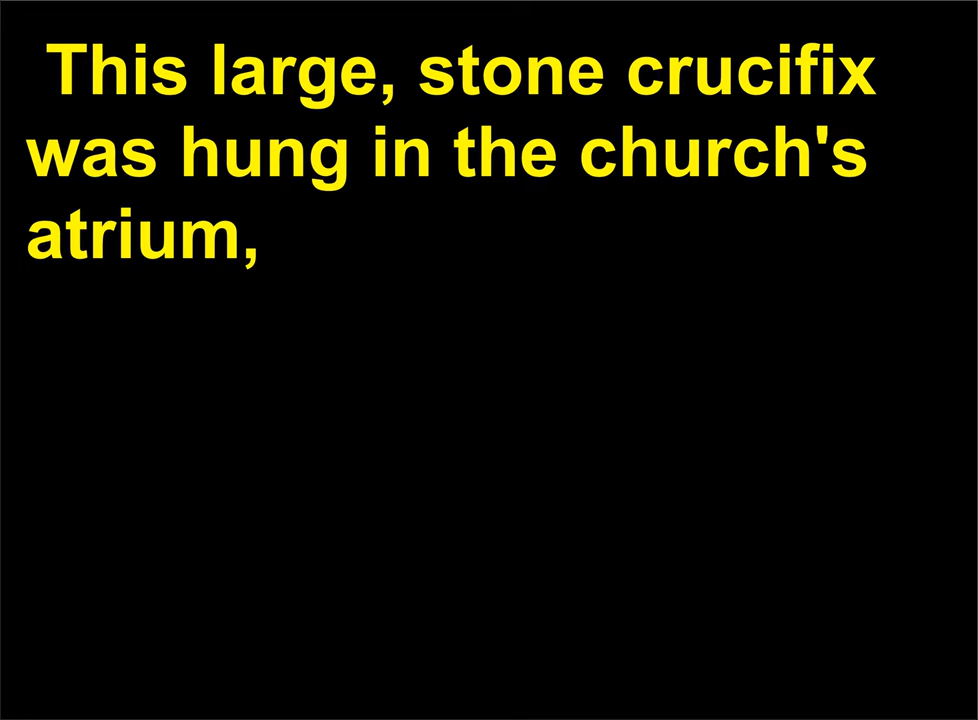 This large, stone crucifix
was hung in the church's
atrium,